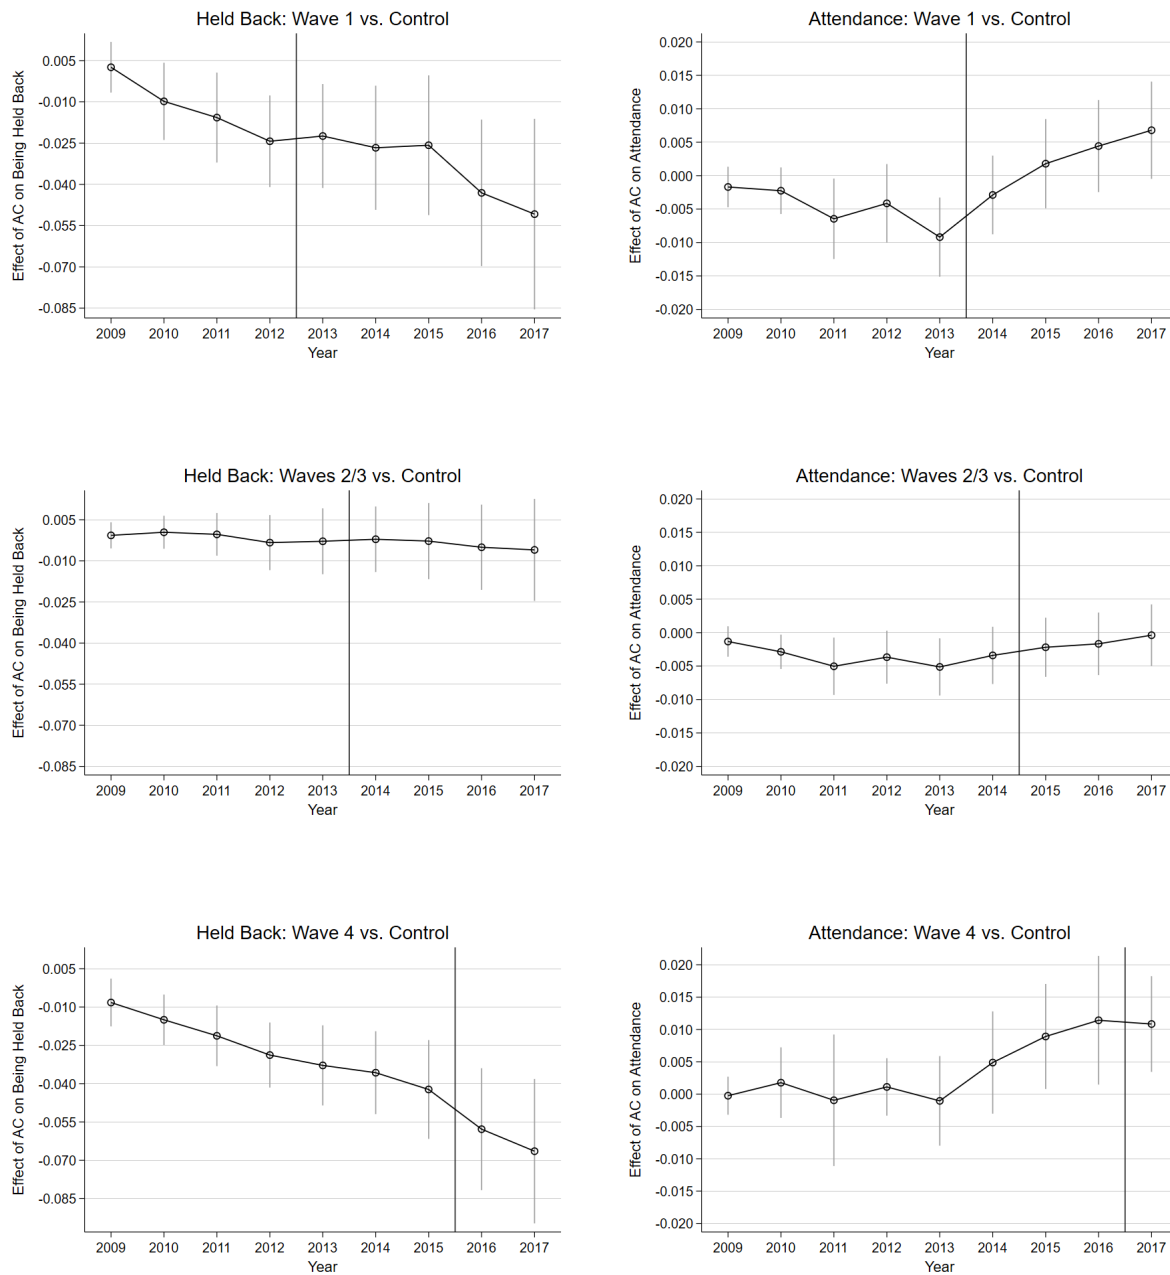 Held Back: Wave 1 vs. Control
Effect of AC on Being Held Back
0.005
-0.010
-0.025
-0.040
-0.055
-0.070
-0.085
2009 2010 2011 2012 2013 2014 2015 2016 2017
Year
Attendance: Wave 1 vs. Control
Effect of AC on Attendance
0.020
0.015
0.010
0.005
0.000
-0.005
-0.010
-0.015
-0.020
2009 2010 2011 2012 2013 2014 2015 2016 2017
Year
Held Back: Waves 2/3 vs. Control
Effect of AC on Being Held Back
0.005
-0.010
-0.025
-0.040
-0.055
-0.070
-0.085
2009 2010 2011 2012 2013 2014 2015 2016 2017
Year
Attendance: Waves 2/3 vs. Control
Effect of AC on Attendance
0.020
0.015
0.010
0.005
0.000
-0.005
-0.010
-0.015
-0.020
2009 2010 2011 2012 2013 2014 2015 2016 2017
Year
Held Back: Wave 4 vs. Control
Effect of AC on Being Held Back
0.005
-0.010
-0.025
-0.040
-0.055
-0.070
-0.085
2009 2010 2011 2012 2013 2014 2015 2016 2017
Year
Attendance: Wave 4 vs. Control
Effect of AC on Attendance
0.020
0.015
0.010
0.005
0.000
-0.005
-0.010
-0.015
-0.020
2009 2010 2011 2012 2013 2014 2015 2016 2017
Year